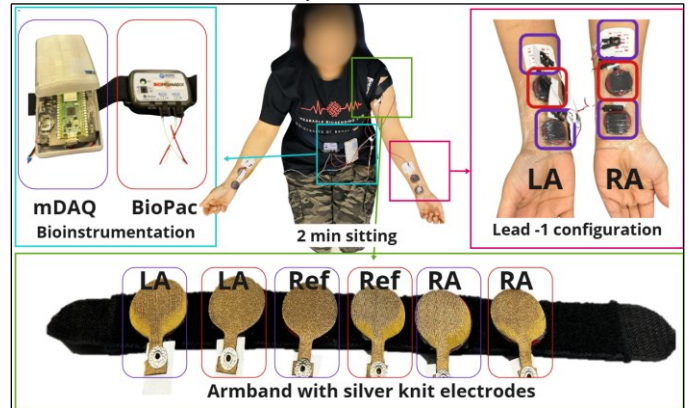 mDAQ
BioPac
Bioinstrumentation
2 min sitting
LA
RA
Lead -1 configuration
LA
LA
Ref
Ref
RA
RA
Armband with silver knit electrodes